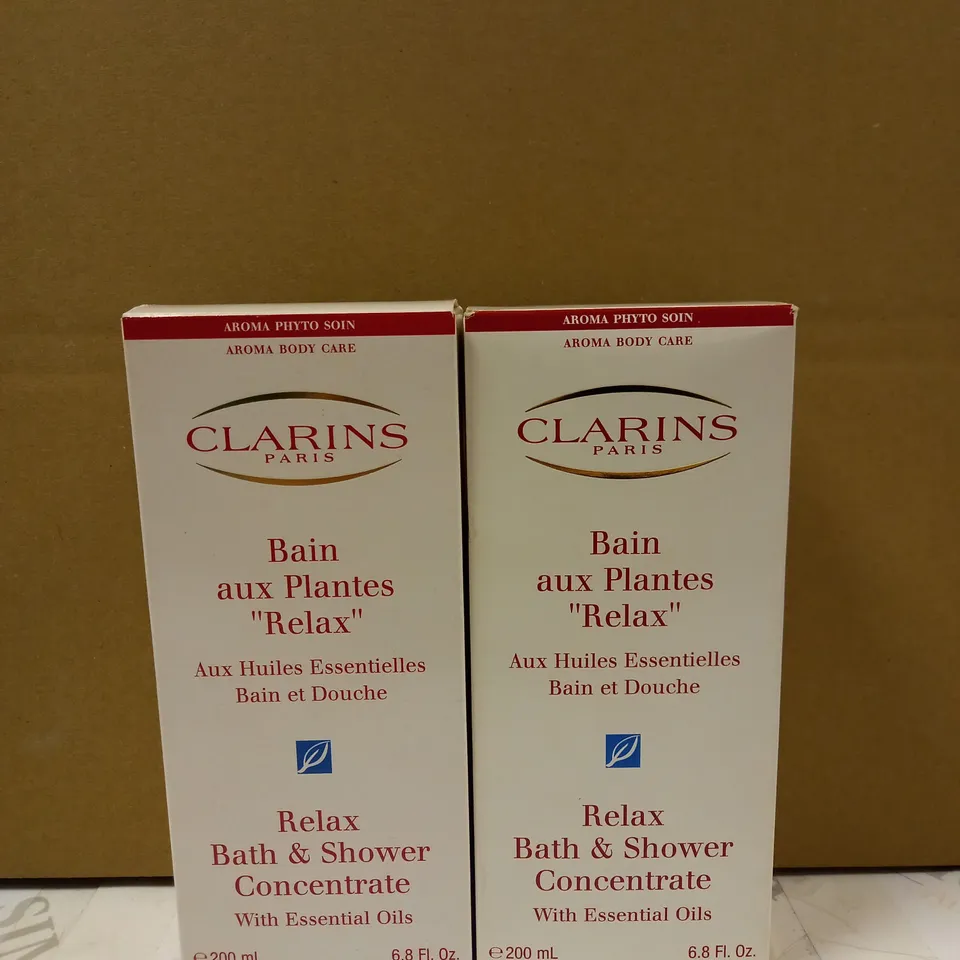 AROMA PHYTO SOIN
AROMA BODY CARE
CLARINS
PARIS
Bain
aux Plantes
"Relax"
Aux Huiles Essentielles
Bain et Douche
Relax
Bath & Shower
Concentrate
With Essential Oils
℮200 mL 6.8 Fl. Oz.
AROMA PHYTO SOIN
AROMA BODY CARE
CLARINS
PARIS
Bain
aux Plantes
"Relax"
Aux Huiles Essentielles
Bain et Douche
Relax
Bath & Shower
Concentrate
With Essential Oils
℮200 mL 6.8 Fl. Oz.